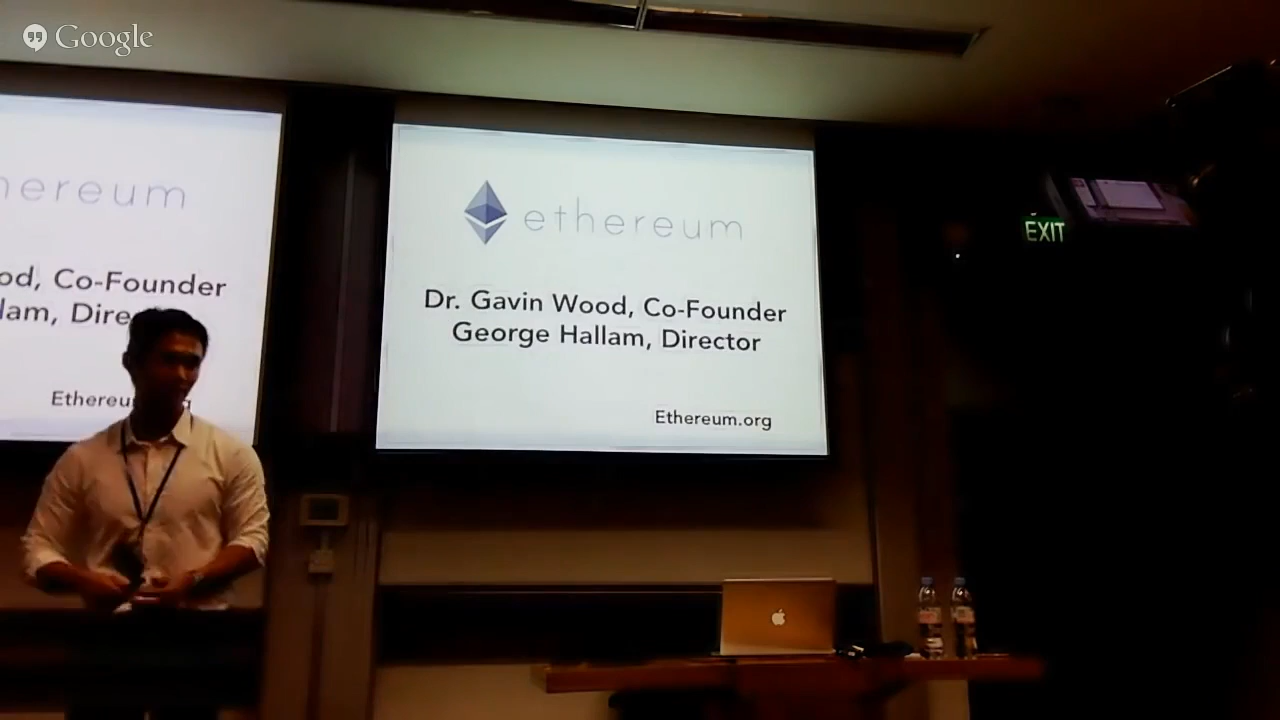 Google
hereum
ethereum
od, Co-Founder
lam, Dire
Ethereu
g
Dr. Gavin Wood, Co-Founder
George Hallam, Director
Ethereum.org
EXIT